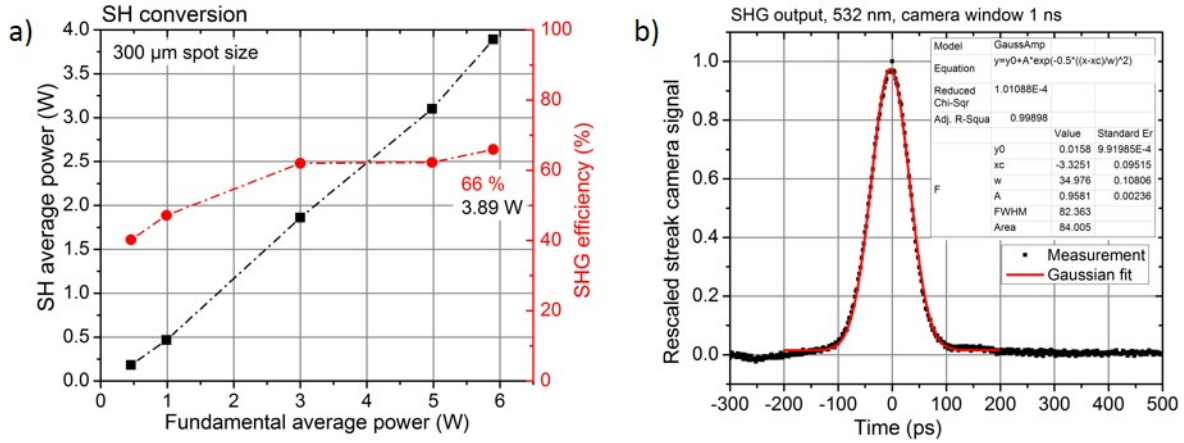 a)
SH conversion
300 µm spot size
SH average power (W)
4.0
3.5
3.0
2.5
2.0
1.5
1.0
0.5
0.0
100
80
60
40
20
0
SHG efficiency (%)
66 %
3.89 W
0 1 2 3 4 5 6
Fundamental average power (W)
b)
SHG output, 532 nm, camera window 1 ns
Rescaled streak camera signal
1.0
0.8
0.6
0.4
0.2
0.0
Model GaussAmp
Equation y=y0+A*exp(-0.5*((x-xc)/w)^2)
Reduced Chi-Sqr 1.01088E-4
Adj. R-Squa 0.99898
Value Standard Er
F
y0 0.0158 9.91985E-4
xc -3.3251 0.09515
w 34.976 0.10806
A 0.9581 0.00236
FWHM 82.363
Area 84.005
Measurement
Gaussian fit
-300 -200 -100 0 100 200 300 400 500
Time (ps)